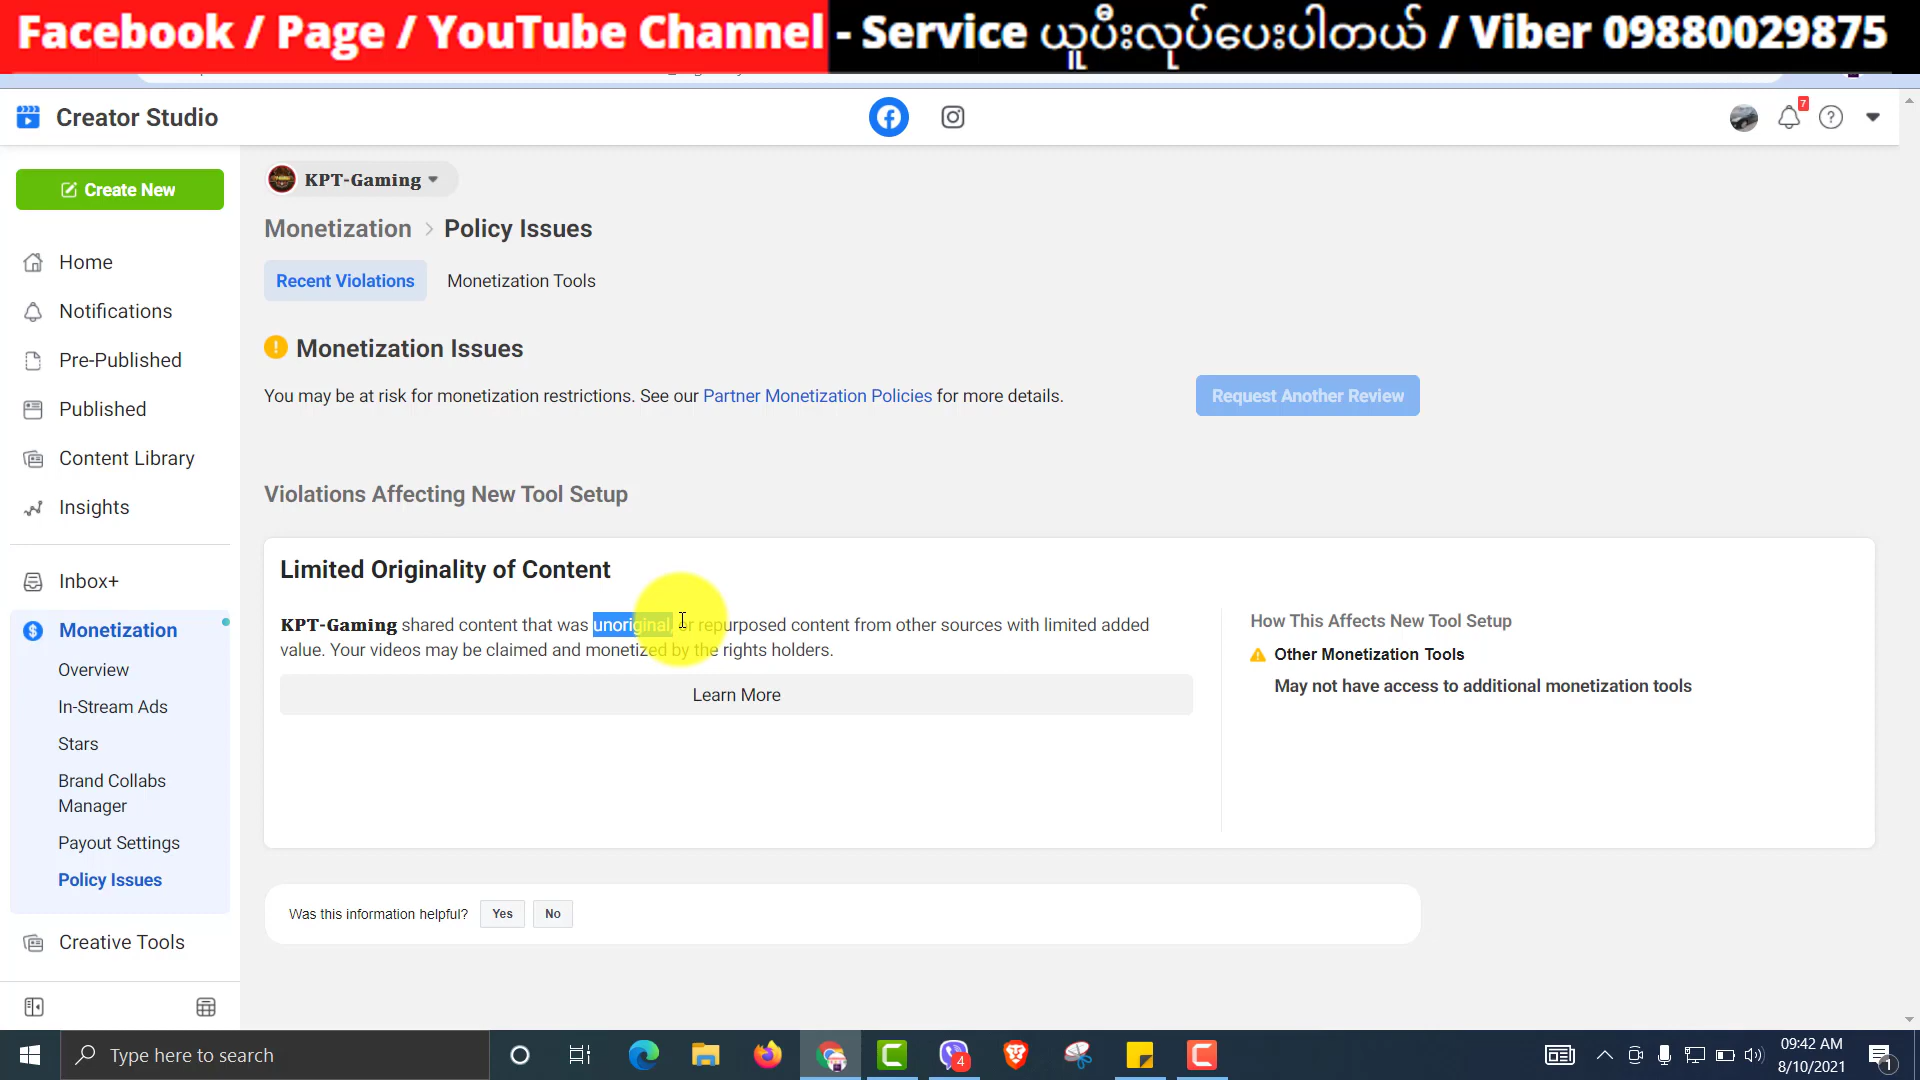 Facebook / Page / YouTube Channel - Service ယူပီးလုပ်ပေးပါတယ် / Viber 09880029875
Creator Studio
7
Create New
Home
Notifications
Pre-Published
Published
Content Library
Insights
Inbox+
Monetization
Overview
In-Stream Ads
Stars
Brand Collabs
Manager
Payout Settings
Policy Issues
Creative Tools
KPT-Gaming
Monetization > Policy Issues
Recent Violations
Monetization Tools
Monetization Issues
You may be at risk for monetization restrictions. See our Partner Monetization Policies for more details.
Request Another Review
Violations Affecting New Tool Setup
Limited Originality of Content
KPT-Gaming shared content that was unoriginal, or repurposed content from other sources with limited added
value. Your videos may be claimed and monetized by the rights holders.
Learn More
How This Affects New Tool Setup
Other Monetization Tools
May not have access to additional monetization tools
Was this information helpful?
Yes
No
Type here to search
4
09:42 AM
8/10/2021
1